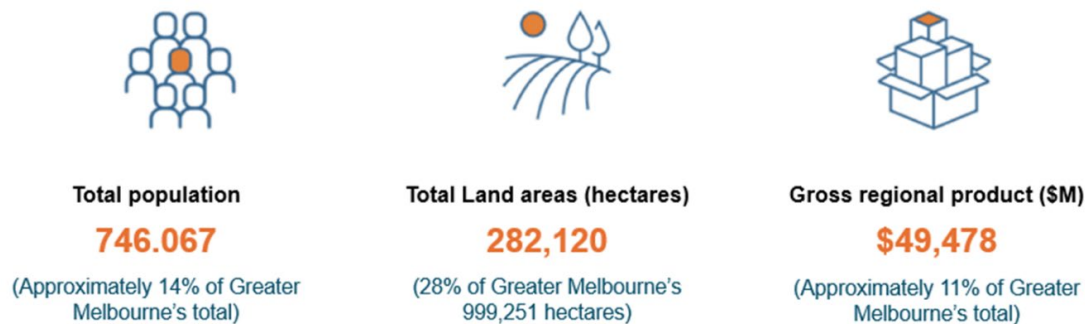 Total population
746.067
(Approximately 14% of Greater
Melbourne's total)
Total Land areas (hectares)
282,120
(28% of Greater Melbourne's
999,251 hectares)
Gross regional product ($M)
$49,478
(Approximately 11% of Greater
Melbourne's total)